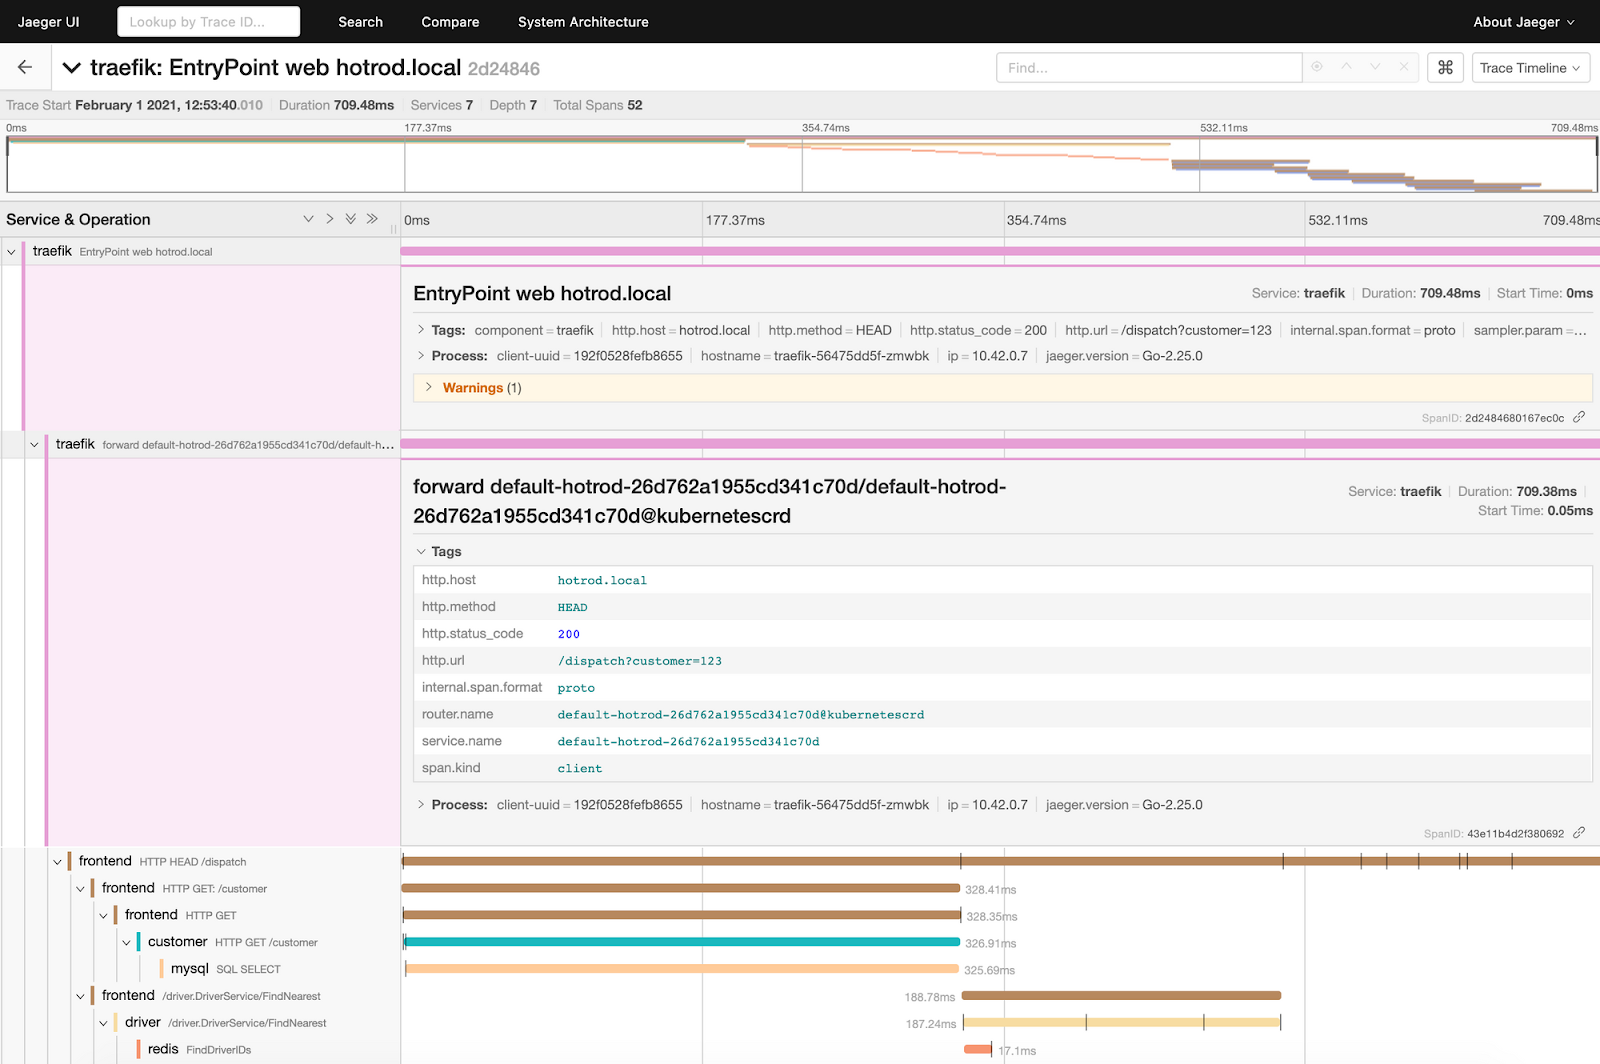 Jaeger UI Lookup by Trace ID... Search Compare System Architecture About Jaeger
traefik: EntryPoint web hotrod.local 2d24846 Find... ⌘ Trace Timeline
Trace Start February 1 2021, 12:53:40.010 Duration 709.48ms Services 7 Depth 7 Total Spans 52
0ms 177.37ms 354.74ms 532.11ms 709.48ms
Service & Operation 0ms 177.37ms 354.74ms 532.11ms 709.48ms
traefik EntryPoint web hotrod.local
EntryPoint web hotrod.local Service: traefik Duration: 709.48ms Start Time: 0ms
Tags: component = traefik http.host = hotrod.local http.method = HEAD http.status_code = 200 http.url = /dispatch?customer=123 internal.span.format = proto sampler.param =...
Process: client-uuid = 192f0528fefb8655 hostname = traefik-56475dd5f-zmwbk ip = 10.42.0.7 jaeger.version = Go-2.25.0
Warnings (1)
SpanID: 2d2484680167ec0c
traefik forward default-hotrod-26d762a1955cd341c70d/default-h...
forward default-hotrod-26d762a1955cd341c70d/default-hotrod-
26d762a1955cd341c70d@kubernetescrd
Service: traefik Duration: 709.38ms
Start Time: 0.05ms
Tags
http.host hotrod.local
http.method HEAD
http.status_code 200
http.url /dispatch?customer=123
internal.span.format proto
router.name default-hotrod-26d762a1955cd341c70d@kubernetescrd
service.name default-hotrod-26d762a1955cd341c70d
span.kind client
Process: client-uuid = 192f0528fefb8655 hostname = traefik-56475dd5f-zmwbk ip = 10.42.0.7 jaeger.version = Go-2.25.0
SpanID: 43e11b4d2f380692
frontend HTTP HEAD /dispatch
frontend HTTP GET: /customer 328.41ms
frontend HTTP GET 328.35ms
customer HTTP GET /customer 326.91ms
mysql SQL SELECT 325.69ms
frontend /driver.DriverService/FindNearest 188.78ms
driver /driver.DriverService/FindNearest 187.24ms
redis FindDriverIDs 17.1ms